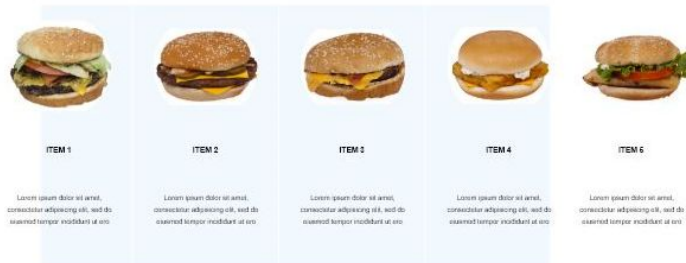 ITEM 1
Lorem ipsum dolor sit amet,
consectetur adipiscing elit, sed do
eiusmod tempor incididunt ut ero
ITEM 2
Lorem ipsum dolor sit amet,
consectetur adipiscing elit, sed do
eiusmod tempor incididunt ut ero
ITEM 3
Lorem ipsum dolor sit amet,
consectetur adipiscing elit, sed do
eiusmod tempor incididunt ut ero
ITEM 4
Lorem ipsum dolor sit amet,
consectetur adipiscing elit, sed do
eiusmod tempor incididunt ut ero
ITEM 5
Lorem ipsum dolor sit amet,
consectetur adipiscing elit, sed do
eiusmod tempor incididunt ut ero